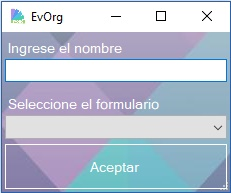 EvOrg
Ingrese el nombre
Seleccione el formulario
Aceptar